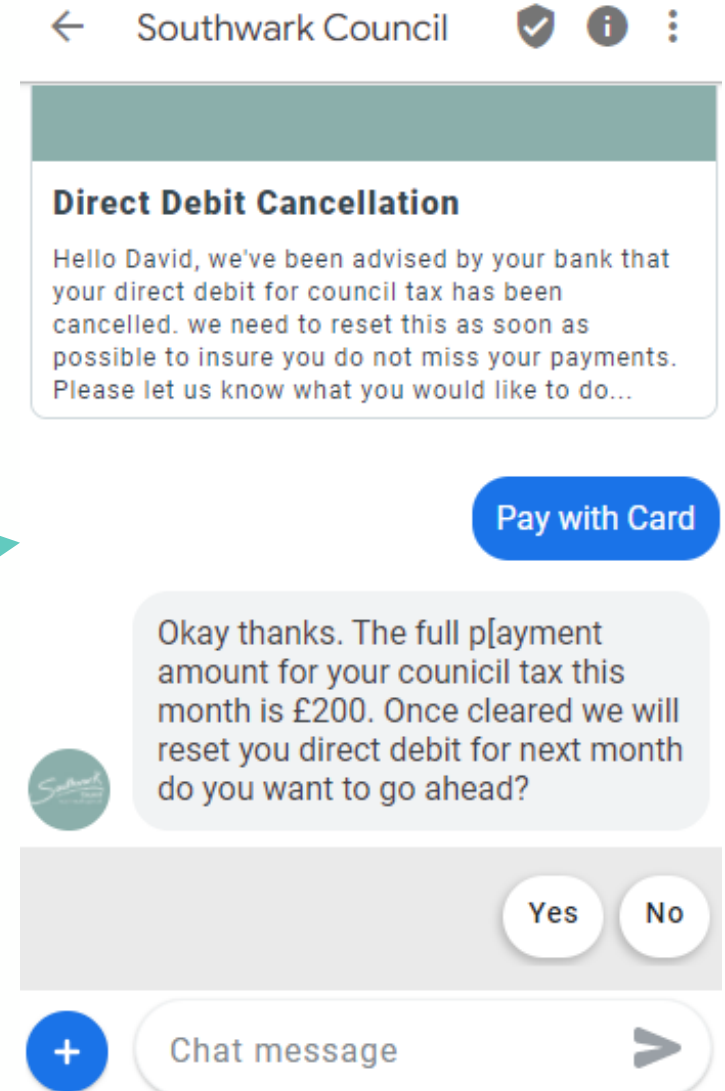 Southwark Council
Direct Debit Cancellation
Hello David, we've been advised by your bank that
your direct debit for council tax has been
cancelled. we need to reset this as soon as
possible to insure you do not miss your payments.
Please let us know what you would like to do...
Pay with Card
Okay thanks. The full p[ayment
amount for your counicil tax this
month is £200. Once cleared we will
reset you direct debit for next month
do you want to go ahead?
Southwark
Yes No
Chat message